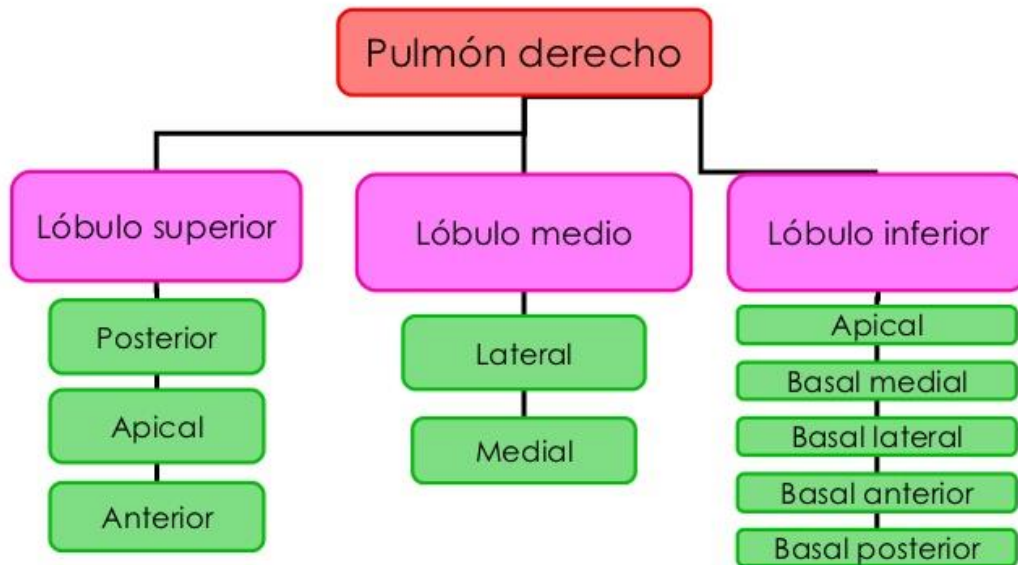 Pulmón derecho
Lóbulo superior
Posterior
Apical
Anterior
Lóbulo medio
Lateral
Medial
Lóbulo inferior
Apical
Basal medial
Basal lateral
Basal anterior
Basal posterior